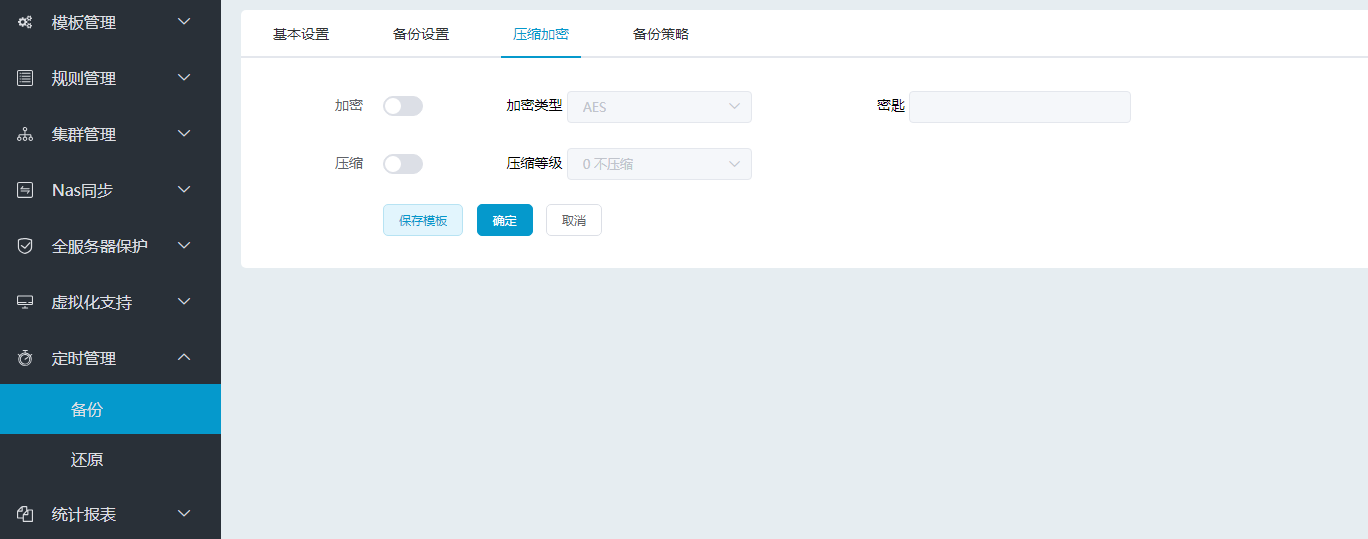 模板管理
规则管理
集群管理
Nas同步
全服务器保护
虚拟化支持
定时管理
备份
还原
统计报表
基本设置 备份设置 压缩加密 备份策略
加密 加密类型 AES 密匙
压缩 压缩等级 0 不压缩
保存模板 确定 取消